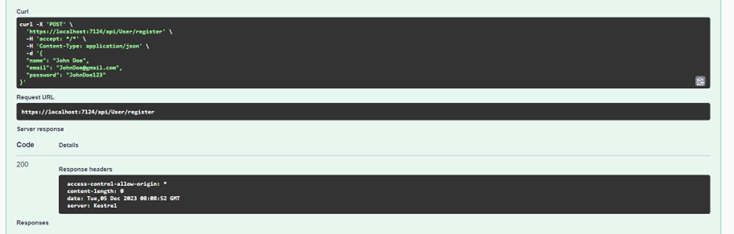 Curl
curl -X 'POST' \
'https://localhost:7124/api/User/register' \
-H 'accept: */*' \
-H 'Content-Type: application/json' \
-d '{
"name": "John Doe",
"email": "JohnDoe@gmail.com",
"password": "JohnDoe123"
}'
Request URL
https://localhost:7124/api/User/register
Server response
Code Details
200
Response headers
access-control-allow-origin: *
content-length: 0
date: Tue,05 Dec 2023 08:08:52 GMT
server: Kestrel
Responses